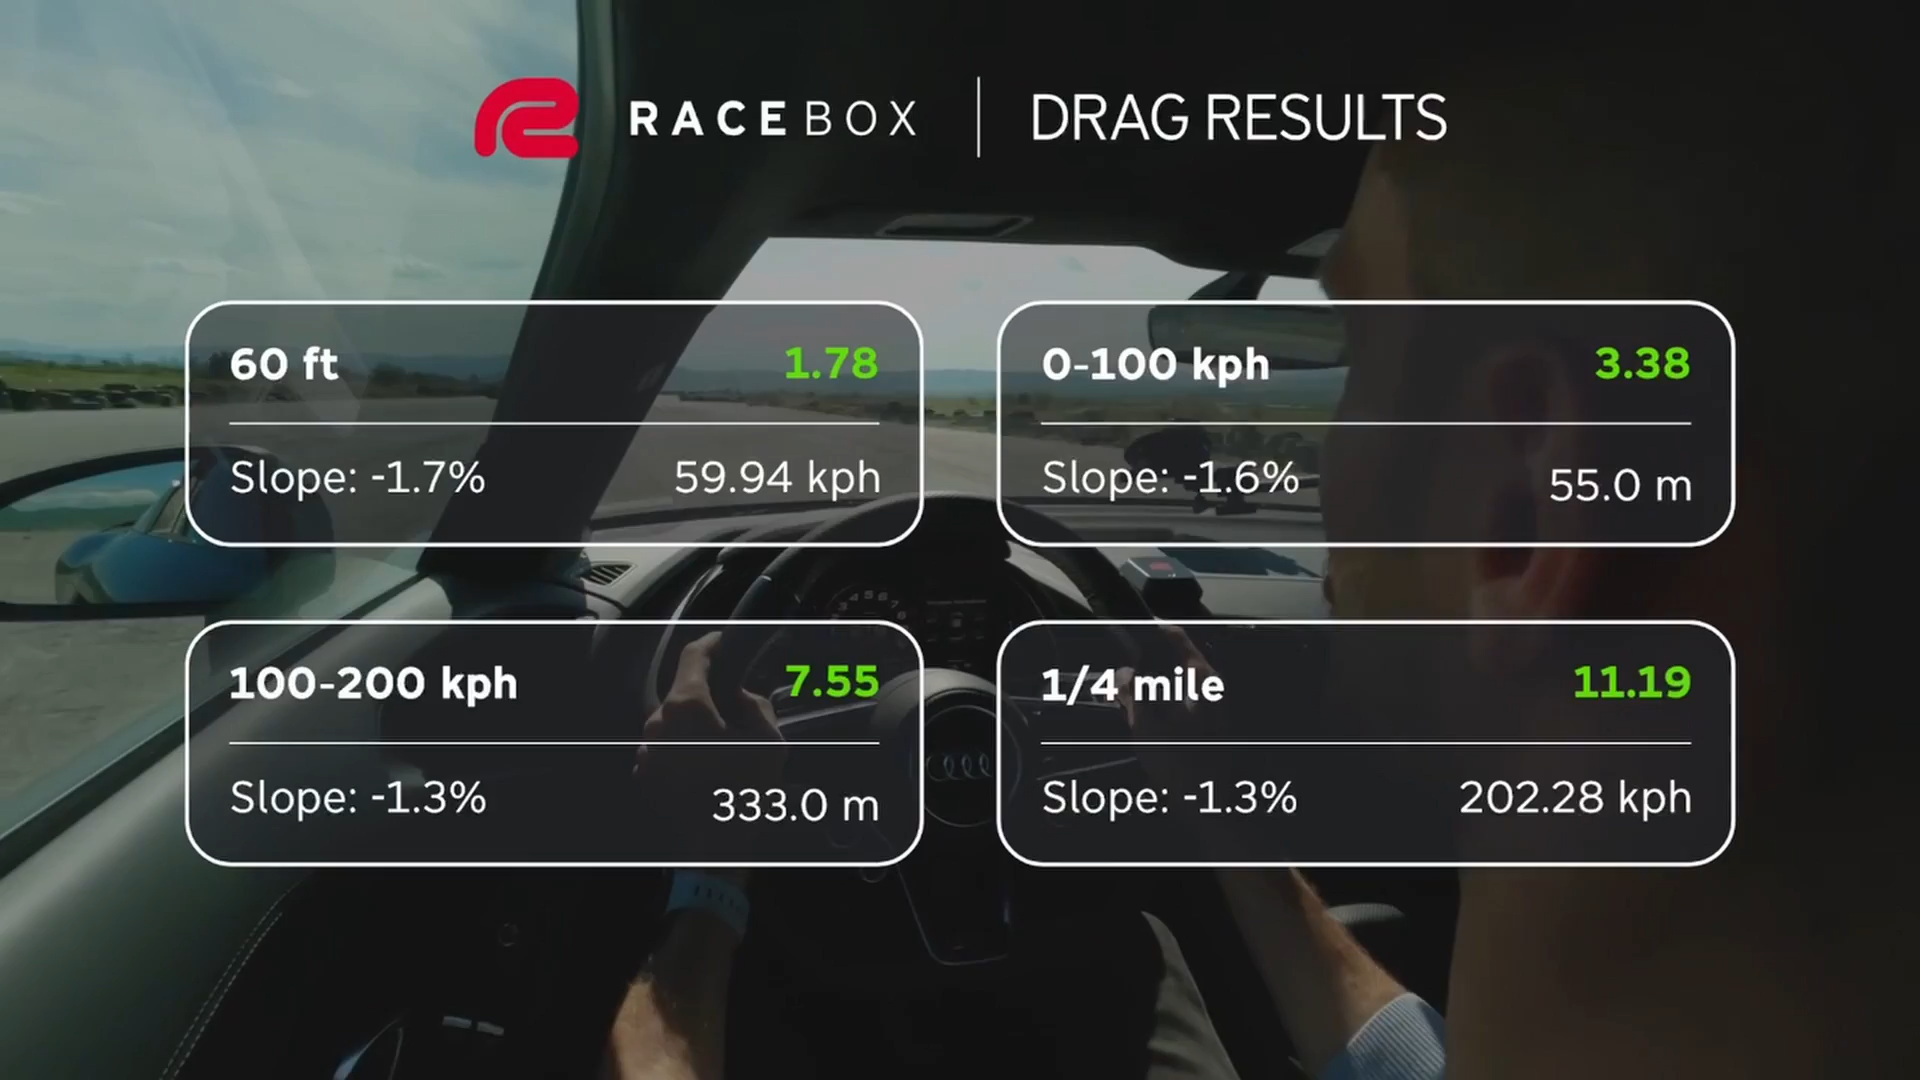 RACEBOX | DRAG RESULTS
60 ft 1.78
Slope: -1.7% 59.94 kph
0-100 kph 3.38
Slope: -1.6% 55.0 m
100-200 kph 7.55
Slope: -1.3% 333.0 m
1/4 mile 11.19
Slope: -1.3% 202.28 kph